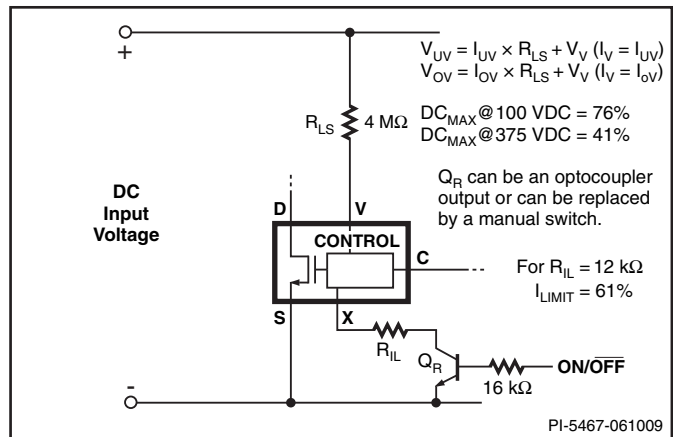 +
V_UV = I_UV × R_LS + V_V (I_V = I_UV)
V_OV = I_OV × R_LS + V_V (I_V = I_oV)
R_LS
4 MΩ
DC_MAX@100 VDC = 76%
DC_MAX@375 VDC = 41%
DC
Input
Voltage
Q_R can be an optocoupler
output or can be replaced
by a manual switch.
D
V
CONTROL
C
For R_IL = 12 kΩ
I_LIMIT = 61%
S
X
R_IL
Q_R
16 kΩ
ON/O̅F̅F̅
-
PI-5467-061009